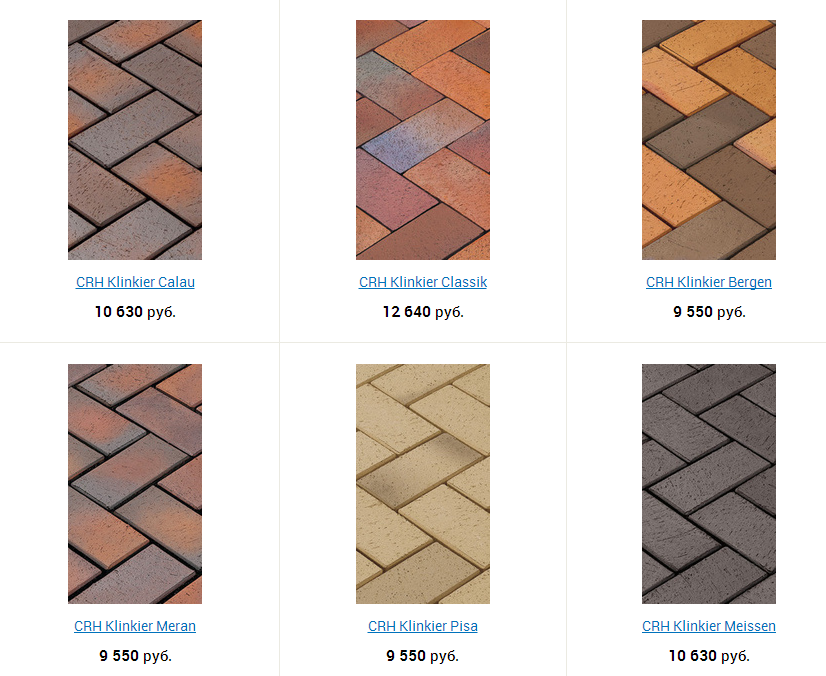 CRH Klinkier Calau
10 630 руб.
CRH Klinkier Classik
12 640 руб.
CRH Klinkier Bergen
9 550 руб.
CRH Klinkier Meran
9 550 руб.
CRH Klinkier Pisa
9 550 руб.
CRH Klinkier Meissen
10 630 руб.